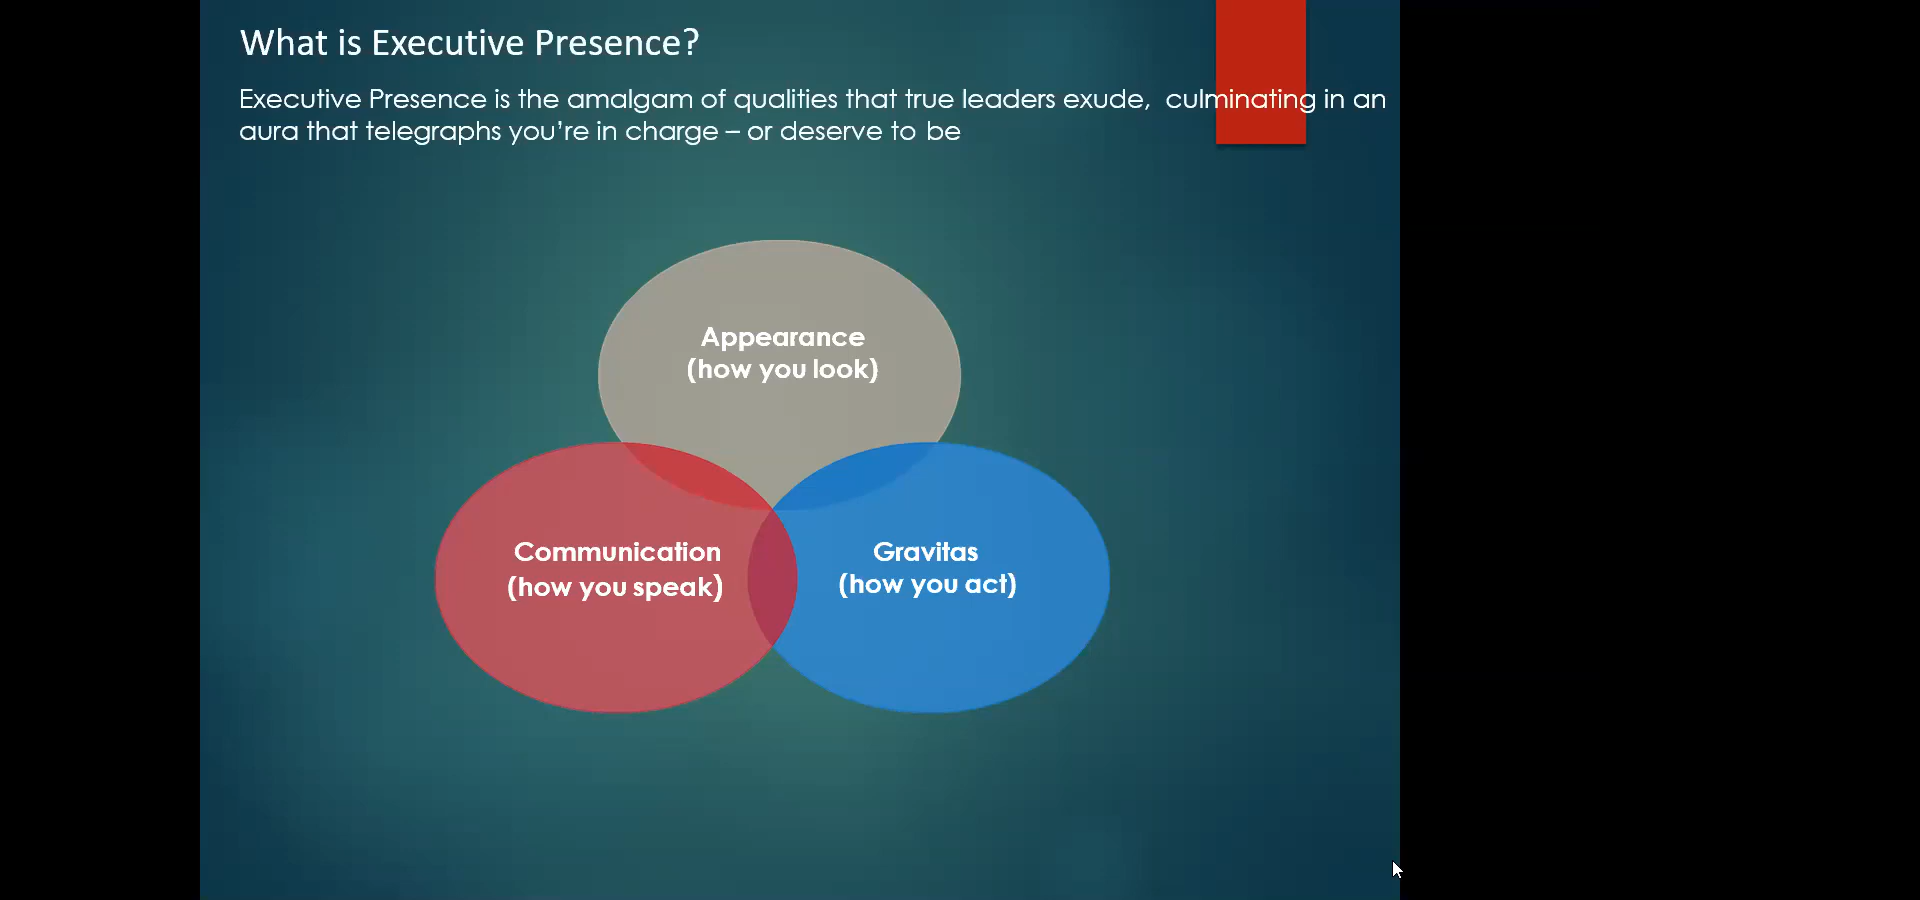 What is Executive Presence?
Executive Presence is the amalgam of qualities that true leaders exude,  culminating in an
aura that telegraphs you’re in charge – or deserve to be
Appearance
(how you look)
Communication
(how you speak)
Gravitas
(how you act)